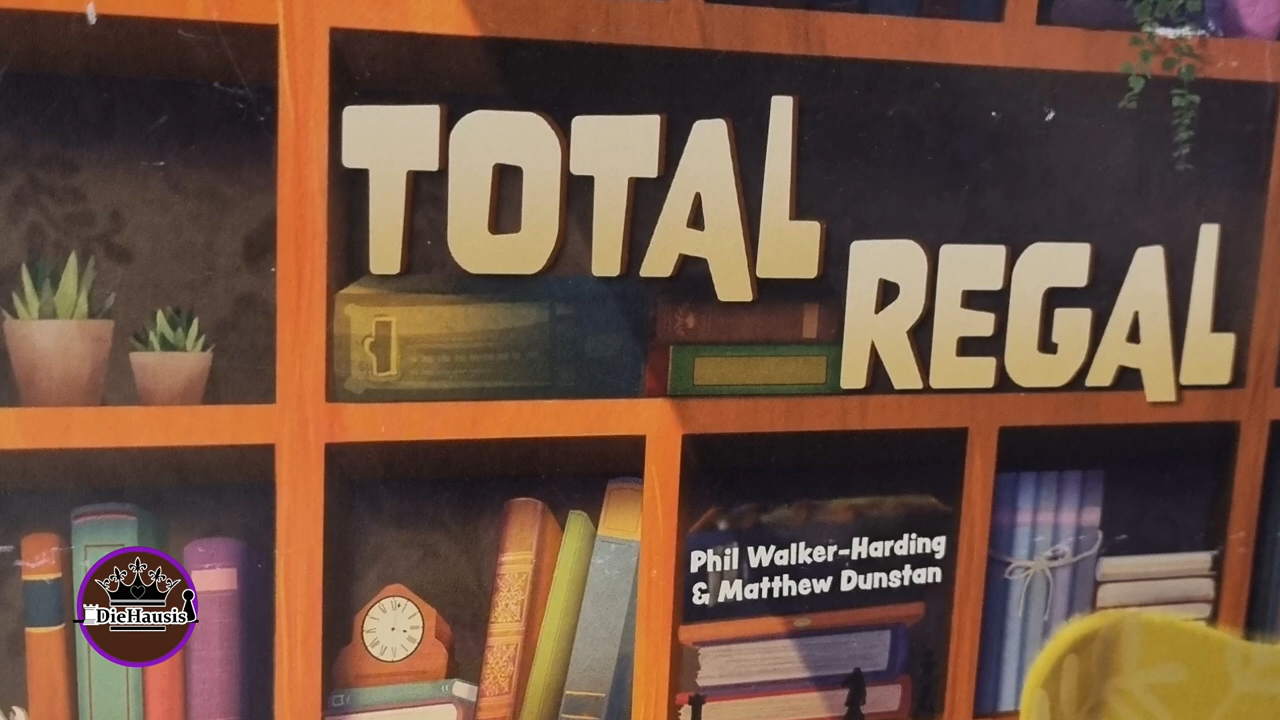 TOTAL
REGAL
Phil Walker-Harding
& Matthew Dunstan
DieHausis